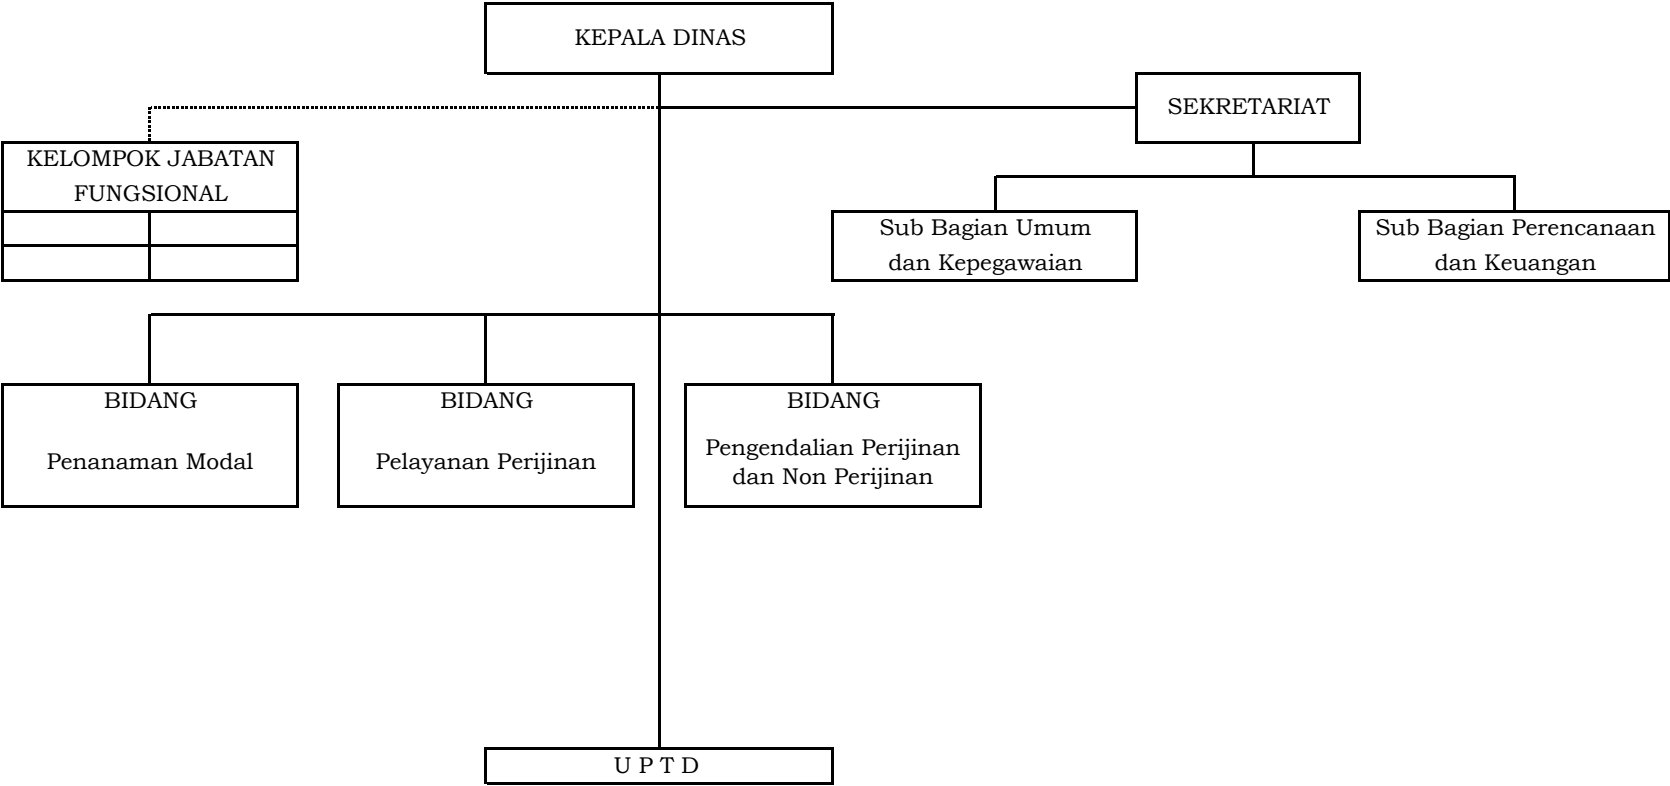 KEPALA DINAS
SEKRETARIAT
KELOMPOK JABATAN
FUNGSIONAL
Sub Bagian Umum
dan Kepegawaian
Sub Bagian Perencanaan
dan Keuangan
BIDANG
Penanaman Modal
BIDANG
Pelayanan Perijinan
BIDANG
Pengendalian Perijinan
dan Non Perijinan
U P T D